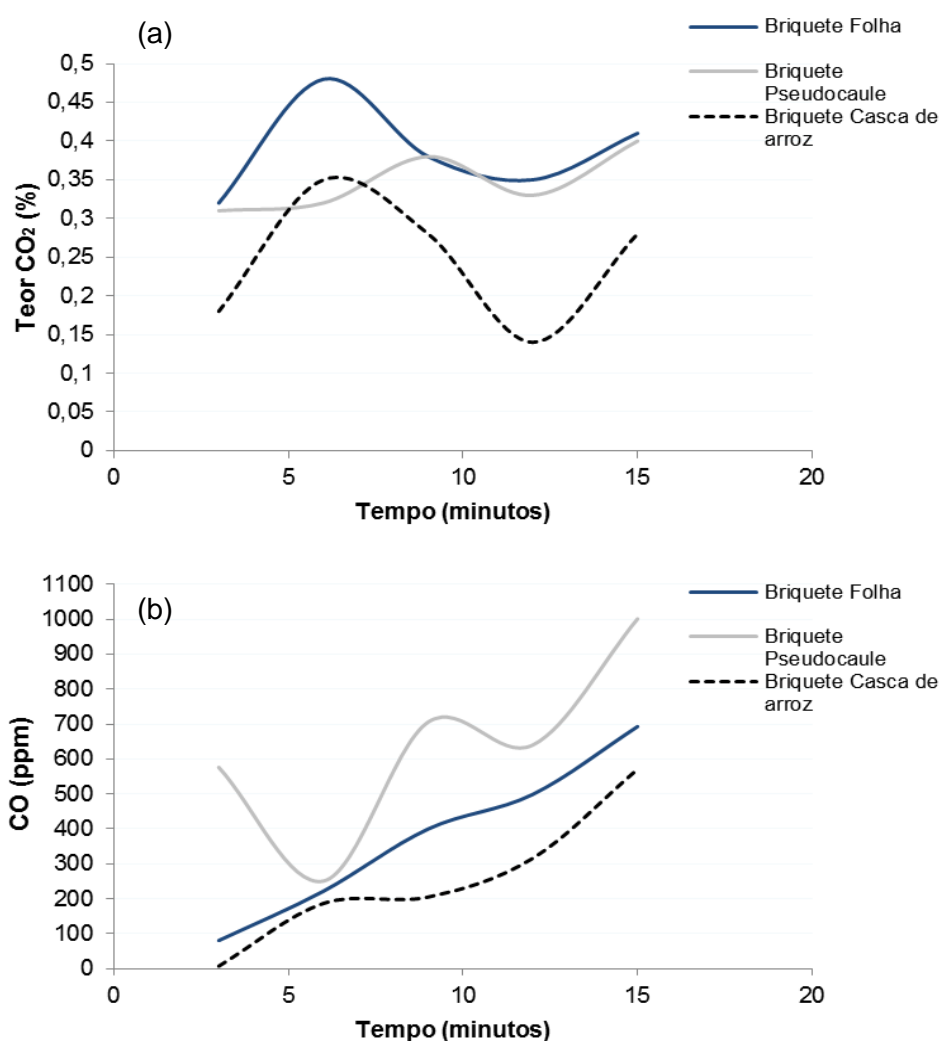 (a)
Briquete Folha
Briquete
Pseudocaule
Briquete Casca de
arroz
0,5
0,45
0,4
0,35
0,3
0,25
0,2
0,15
0,1
0,05
0
Teor CO₂ (%)
0 5 10 15 20
Tempo (minutos)
(b)
Briquete Folha
Briquete
Pseudocaule
Briquete Casca de
arroz
1100
1000
900
800
700
600
500
400
300
200
100
0
CO (ppm)
0 5 10 15 20
Tempo (minutos)